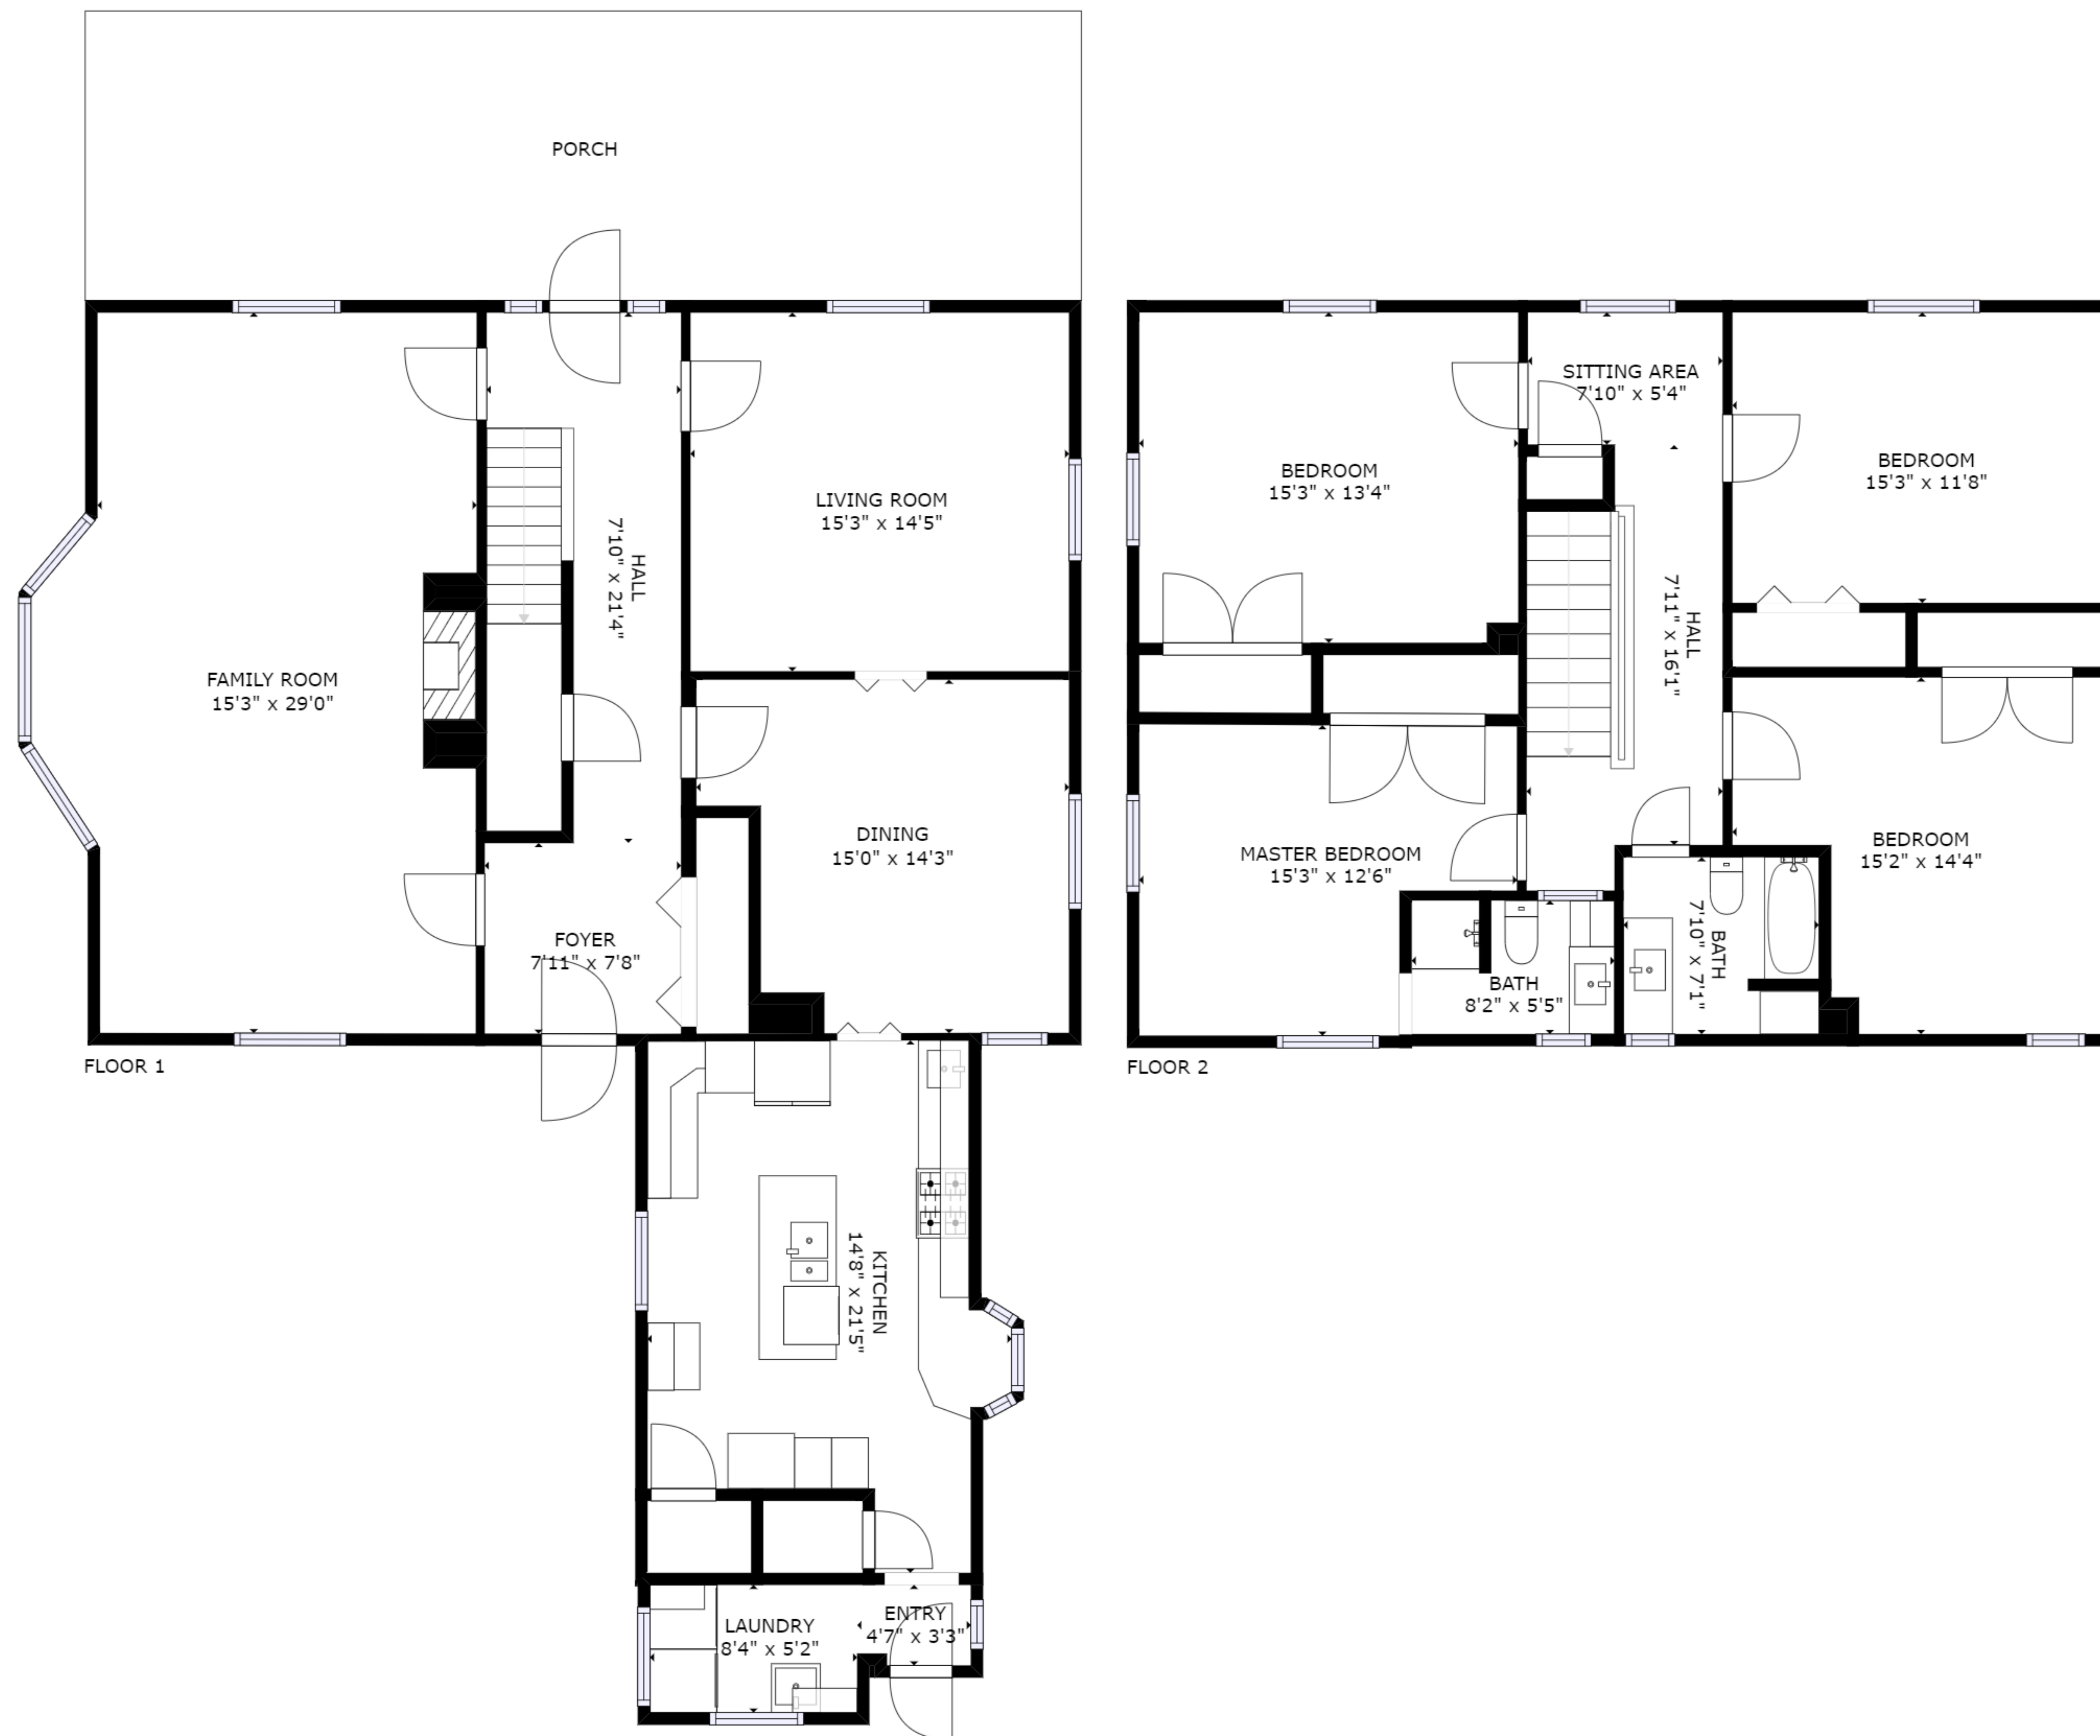 PORCH
LIVING ROOM
15'3" x 14'5"
HALL
7'10" x 21'4"
FAMILY ROOM
15'3" x 29'0"
DINING
15'0" x 14'3"
FOYER
7'11" x 7'8"
FLOOR 1
KITCHEN
14'8" x 21'5"
LAUNDRY
8'4" x 5'2"
ENTRY
4'7" x 3'3"
SITTING AREA
7'10" x 5'4"
BEDROOM
15'3" x 13'4"
BEDROOM
15'3" x 11'8"
HALL
7'11" x 16'1"
MASTER BEDROOM
15'3" x 12'6"
BEDROOM
15'2" x 14'4"
BATH
8'2" x 5'5"
BATH
7'10" x 7'1"
FLOOR 2